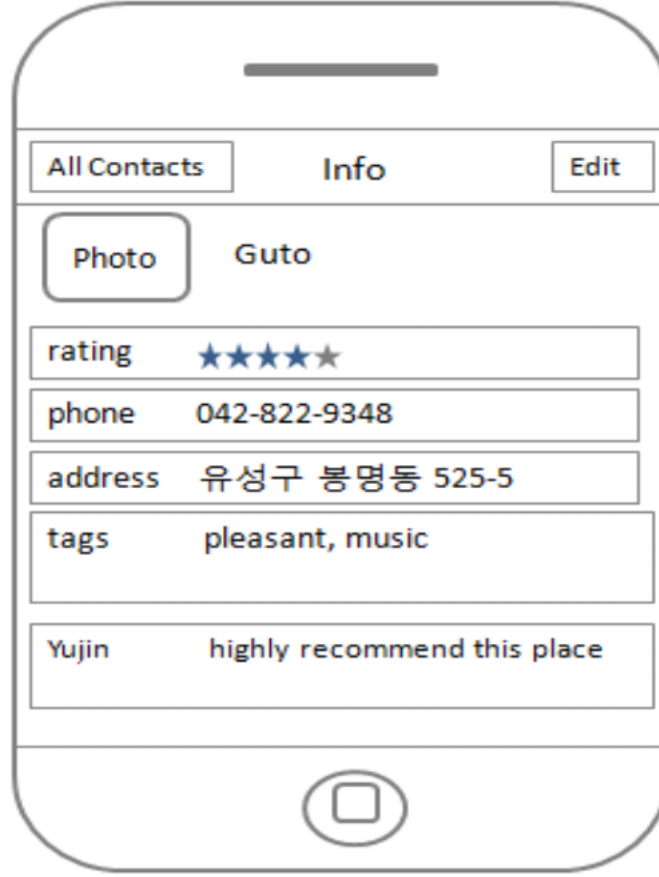 All Contacts Info Edit
Photo Guto
rating ★★★★★
phone 042-822-9348
address 유성구 봉명동 525-5
tags pleasant, music
Yujin highly recommend this place